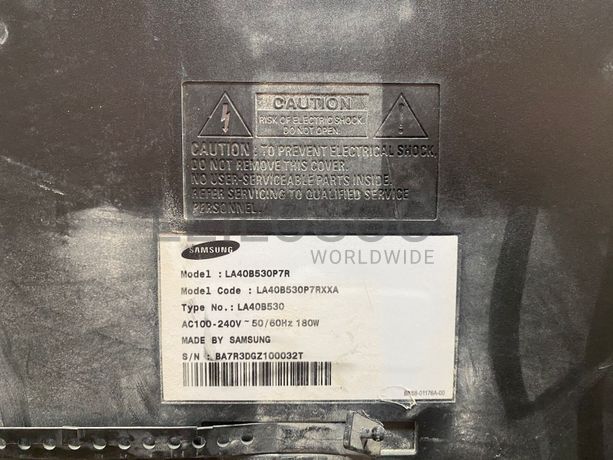 CAUTION
RISK OF ELECTRIC SHOCK
DO NOT OPEN
CAUTION : TO PREVENT ELECTRICAL SHOCK,
DO NOT REMOVE THIS COVER.
NO USER-SERVICEABLE PARTS INSIDE.
REFER SERVICING TO QUALIFIED SERVICE
PERSONNEL.
WORLDWIDE
SAMSUNG
Model : LA40B530P7R
Model Code : LA40B530P7RXXA
Type No.: LA40B530
AC100-240V ~ 50/60Hz 180W
MADE BY SAMSUNG
S/N : BA7R3DGZ100032T